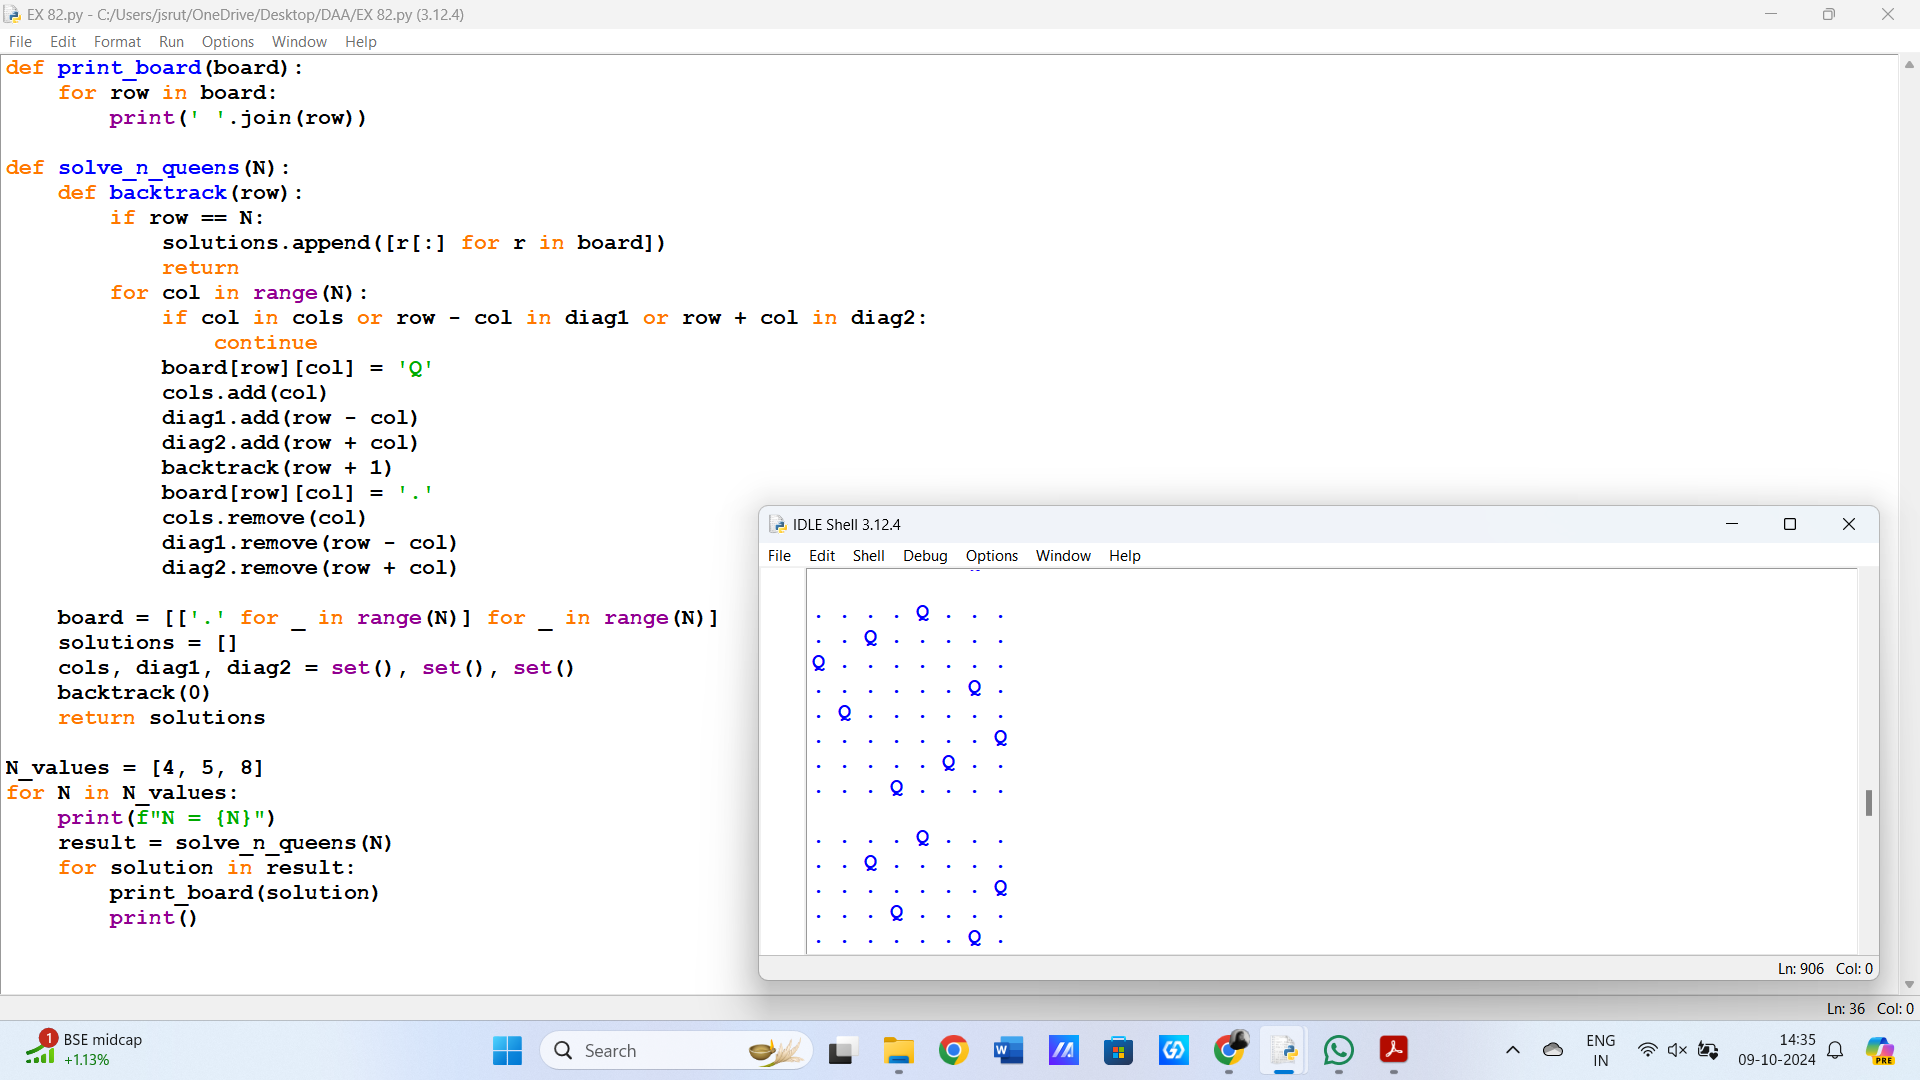 EX 82.py - C:/Users/jsrut/OneDrive/Desktop/DAA/EX 82.py (3.12.4)
File Edit Format Run Options Window Help
def print_board(board):
    for row in board:
        print(' '.join(row))

def solve_n_queens(N):
    def backtrack(row):
        if row == N:
            solutions.append([r[:] for r in board])
            return
        for col in range(N):
            if col in cols or row - col in diag1 or row + col in diag2:
                continue
            board[row][col] = 'Q'
            cols.add(col)
            diag1.add(row - col)
            diag2.add(row + col)
            backtrack(row + 1)
            board[row][col] = '.'
            cols.remove(col)
            diag1.remove(row - col)
            diag2.remove(row + col)

    board = [['.' for _ in range(N)] for _ in range(N)]
    solutions = []
    cols, diag1, diag2 = set(), set(), set()
    backtrack(0)
    return solutions

N_values = [4, 5, 8]
for N in N_values:
    print(f"N = {N}")
    result = solve_n_queens(N)
    for solution in result:
        print_board(solution)
        print()
IDLE Shell 3.12.4
File Edit Shell Debug Options Window Help
. . . . Q . . .
. . Q . . . . .
Q . . . . . . .
. . . . . . Q .
. Q . . . . . .
. . . . . . . Q
. . . . . Q . .
. . . Q . . . .

. . . . Q . . .
. . Q . . . . .
. . . . . . . Q
. . . Q . . . .
. . . . . . Q .
Ln: 906 Col: 0
Ln: 36 Col: 0
1
BSE midcap
+1.13%
Search
W
ENG
IN
14:35
09-10-2024
PRE